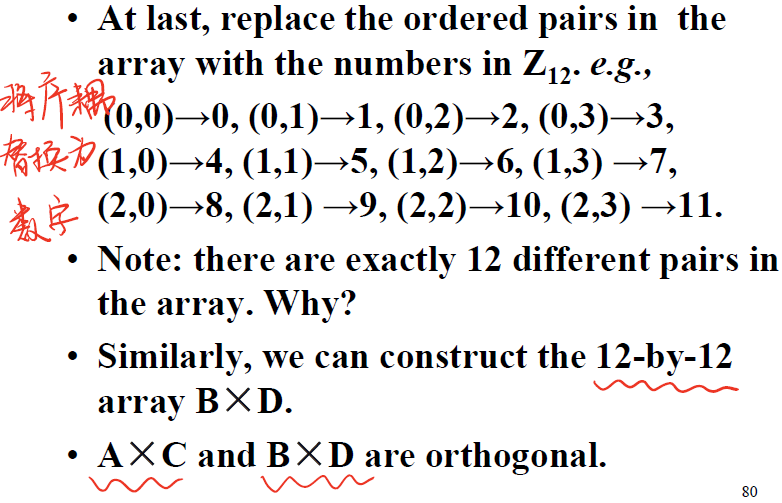 • At last, replace the ordered pairs in the
array with the numbers in Z₁₂. e.g.,
将序耦
(0,0)→0, (0,1)→1, (0,2)→2, (0,3)→3,
替换为
(1,0)→4, (1,1)→5, (1,2)→6, (1,3) →7,
数字
(2,0)→8, (2,1) →9, (2,2)→10, (2,3) →11.
• Note: there are exactly 12 different pairs in
the array. Why?
• Similarly, we can construct the 12-by-12
array B×D.
• A×C and B×D are orthogonal.
80